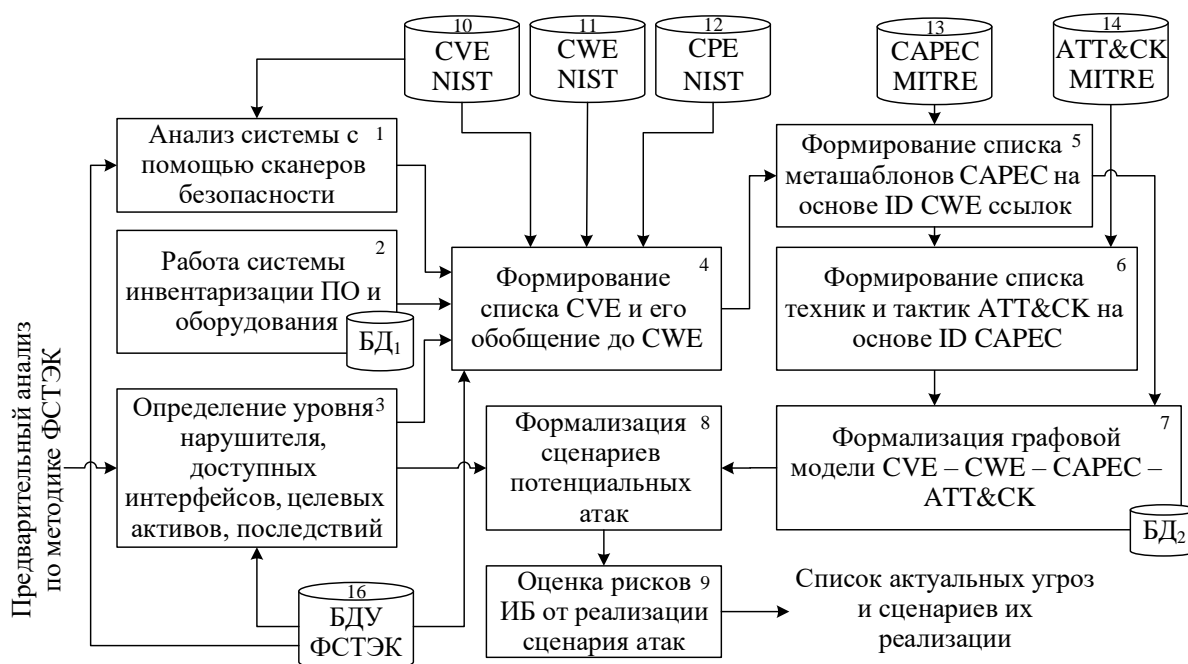 10
CVE
NIST
11
CWE
NIST
12
CPE
NIST
13
CAPEC
MITRE
14
ATT&CK
MITRE
Анализ системы с 1
помощью сканеров
безопасности
2
Работа системы
инвентаризации ПО и
оборудования
БД₁
Предварительный анализ
по методике ФСТЭК
Определение уровня 3
нарушителя,
доступных
интерфейсов, целевых
активов, последствий
16
БДУ
ФСТЭК
Формирование 4
списка CVE и его
обобщение до CWE
Формирование списка 5
меташаблонов CAPEC на
основе ID CWE ссылок
Формирование списка 6
техник и тактик ATT&CK на
основе ID CAPEC
Формализация графовой 7
модели CVE – CWE – CAPEC –
ATT&CK
БД₂
Формализация 8
сценариев
потенциальных
атак
Оценка рисков 9
ИБ от реализации
сценария атак
Список актуальных угроз
и сценариев их
реализации